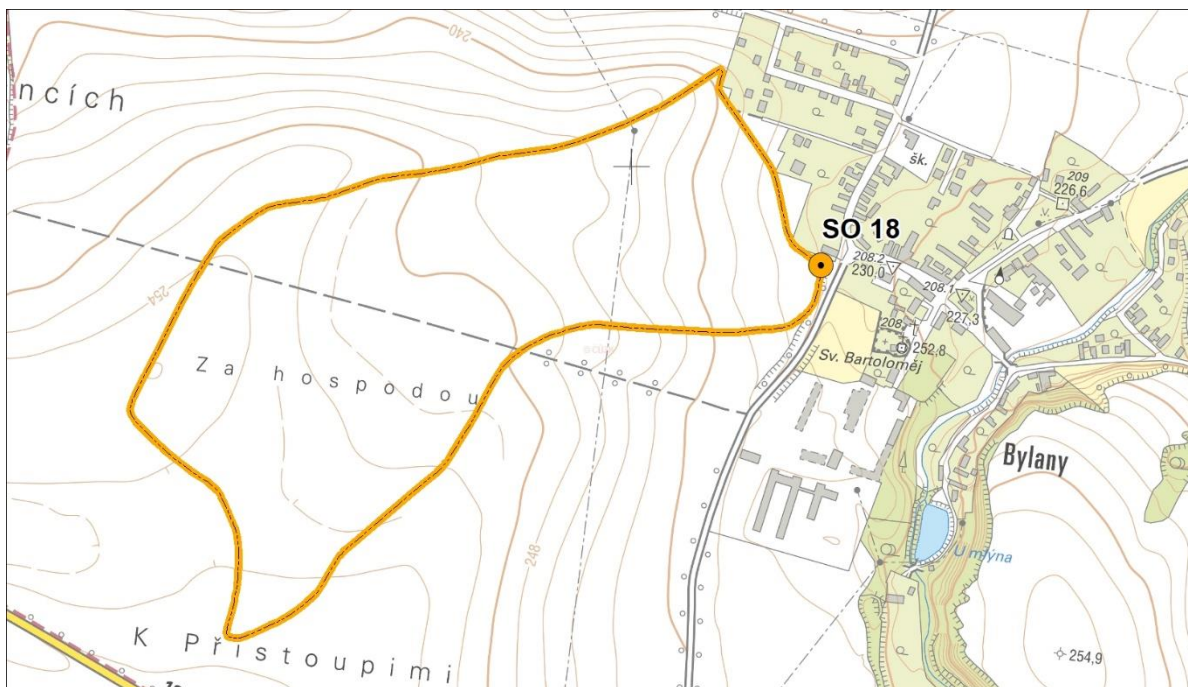 240
ncích
šk.
209
226,6
SO 18
208.2
230,0
254
208.1
227,3
208
252,8
Sv. Bartoloměj
Za hospodou
Bylany
248
U mlýna
K Přistoupimi
254,9